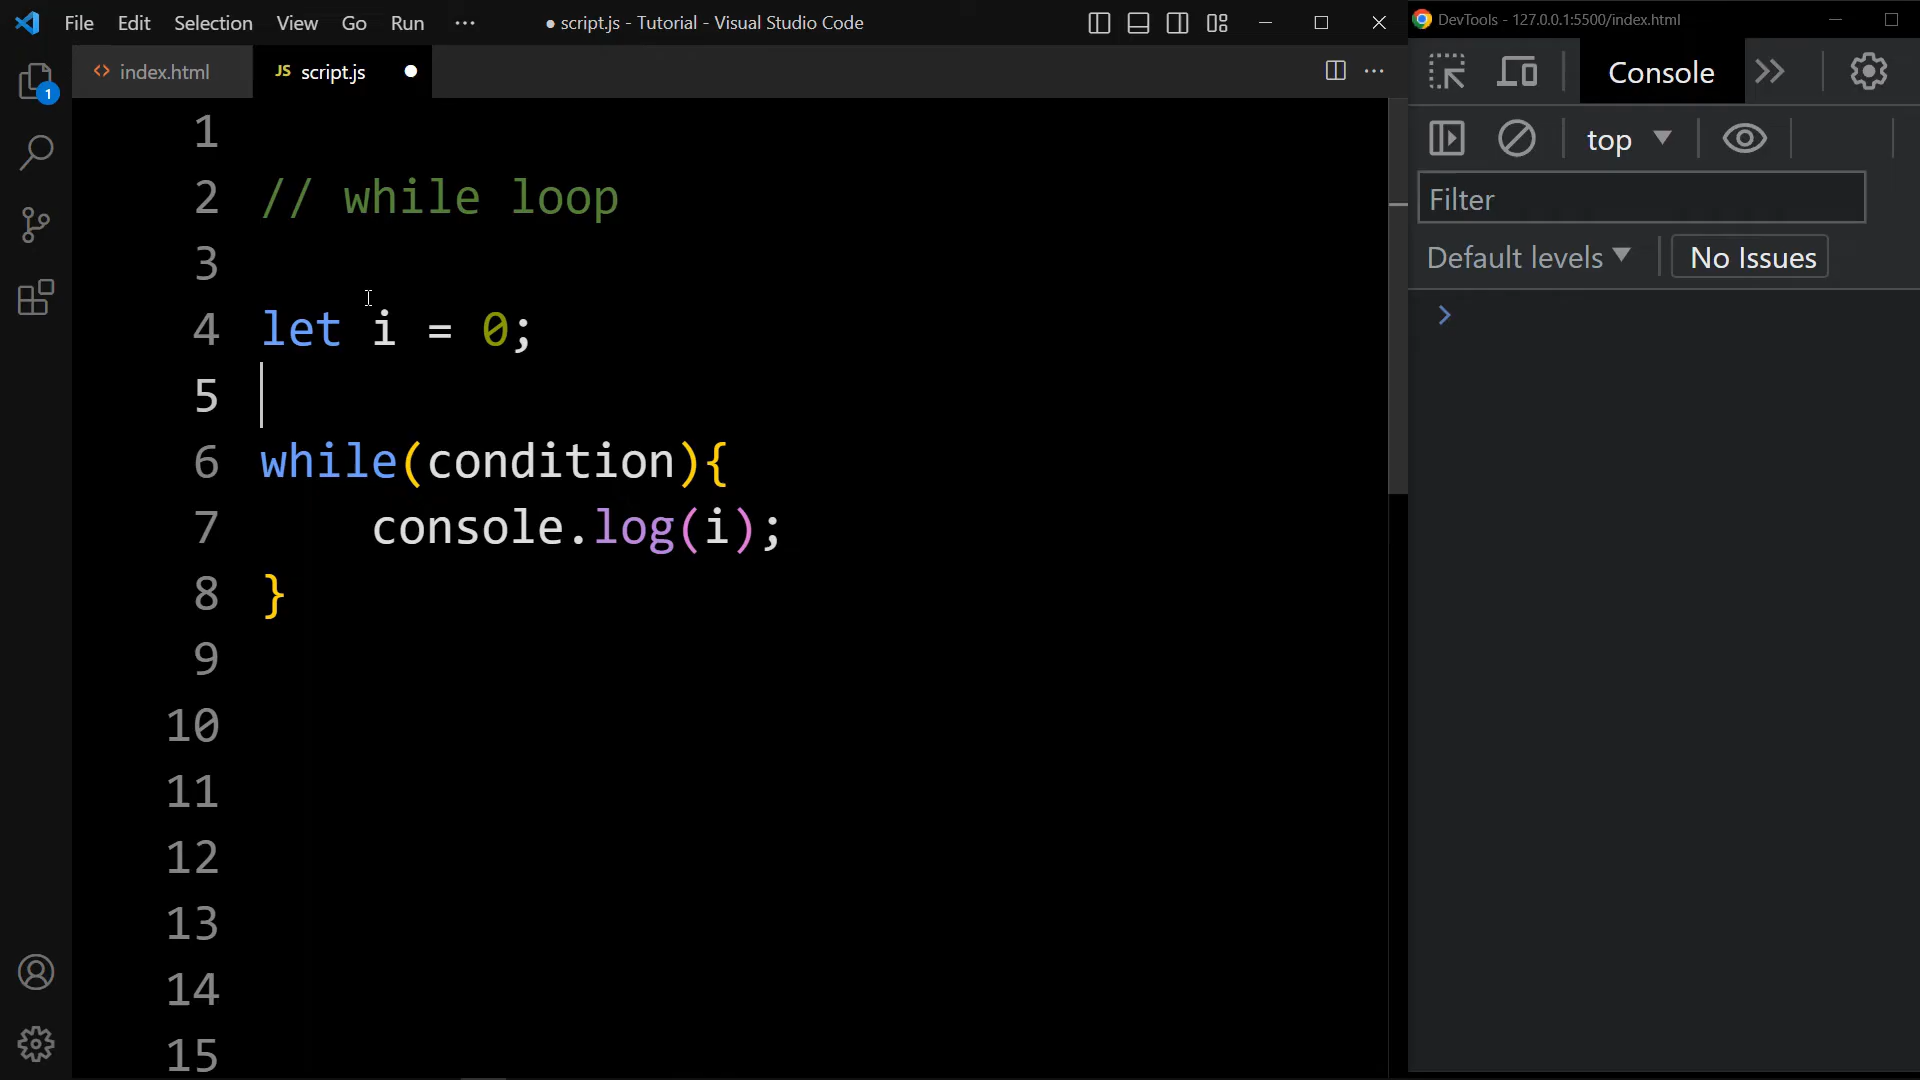 File Edit Selection View Go Run ··· ● script.js - Tutorial - Visual Studio Code
DevTools - 127.0.0.1:5500/index.html
<> index.html JS script.js ●
Console
1
top
Filter
Default levels No Issues
1
2 // while loop
3
4 let i = 0;
5
6 while(condition){
7 console.log(i);
8 }
9
10
11
12
13
14
15